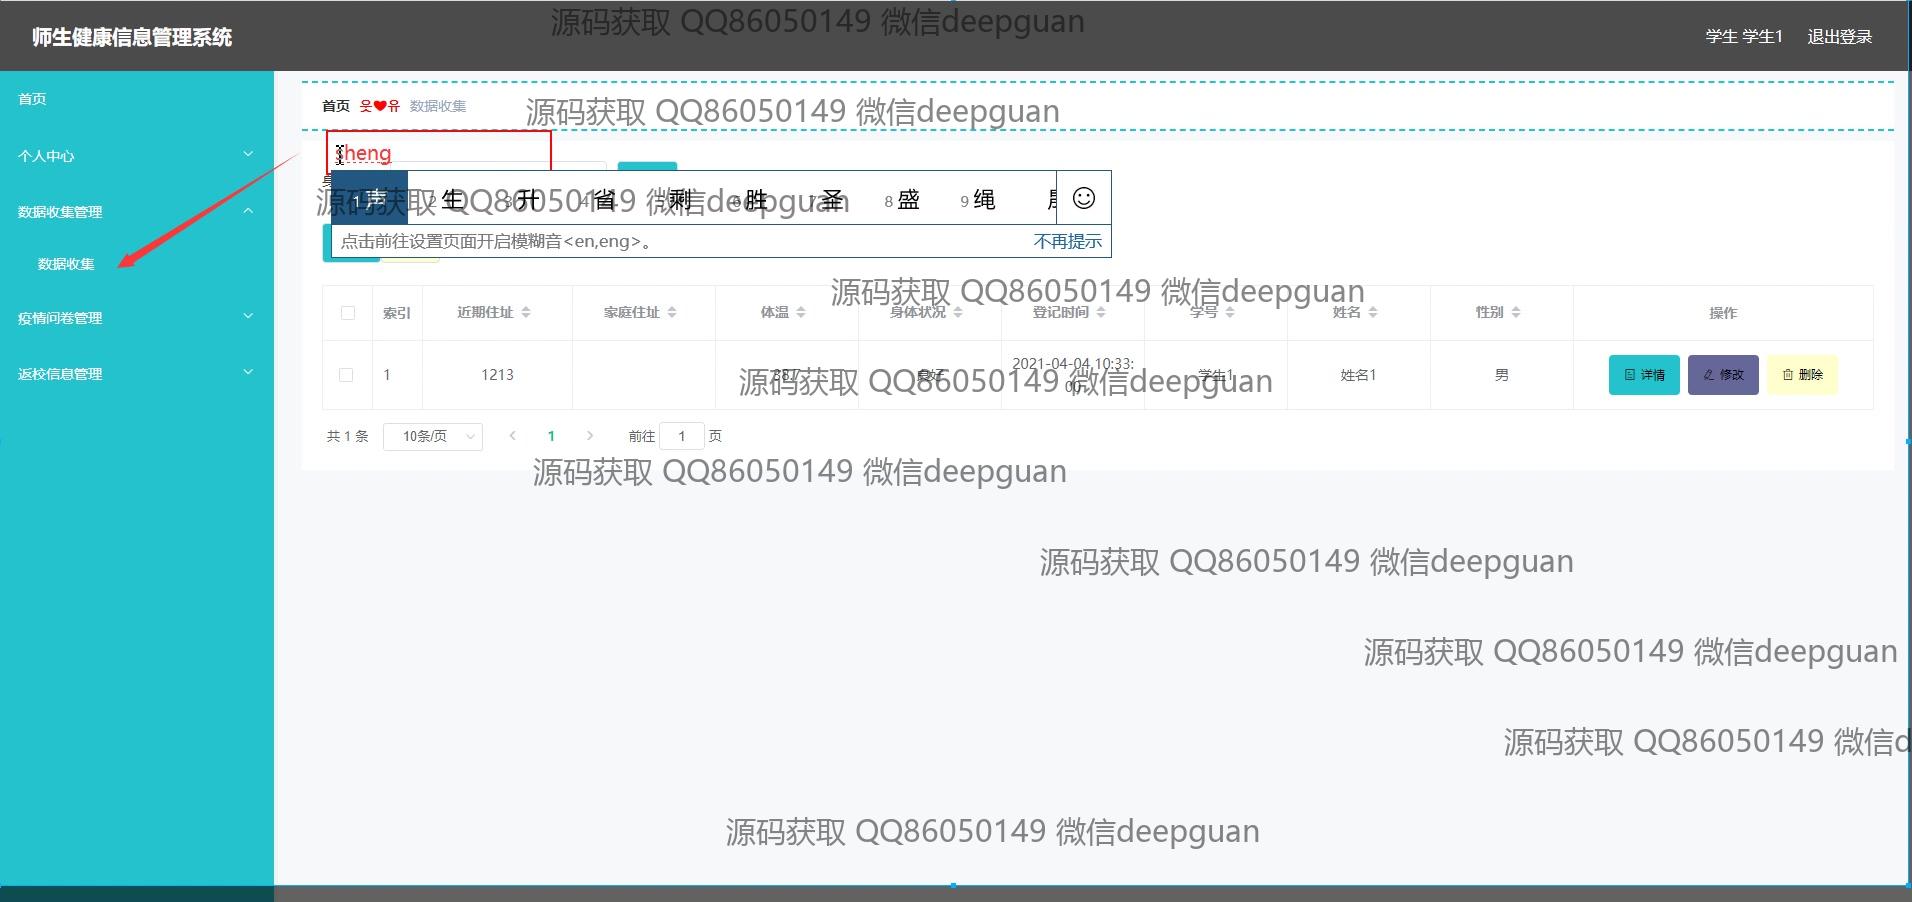 源码获取 QQ86050149 微信deepguan
师生健康信息管理系统
学生 学生1 退出登录
首页
个人中心
数据收集管理
数据收集
疫情问卷管理
返校信息管理
首页 웃❤유 数据收集
源码获取 QQ86050149 微信deepguan
sheng
1 声 2 生 3 升 4 省 剩 6 胜 7 圣 8 盛 9 绳
源码获取 QQ86050149 微信deepguan
点击前往设置页面开启模糊音<en,eng>。 不再提示
源码获取 QQ86050149 微信deepguan
索引 近期住址 家庭住址 体温 身体状况 登记时间 学号 姓名 性别 操作
1 1213 良好 2021-04-04 10:33:00 学生1 姓名1 男 详情 修改 删除
源码获取 QQ86050149 微信deepguan
共 1 条 10条/页 1 前往 1 页
源码获取 QQ86050149 微信deepguan
源码获取 QQ86050149 微信deepguan
源码获取 QQ86050149 微信deepguan
源码获取 QQ86050149 微信d
源码获取 QQ86050149 微信deepguan